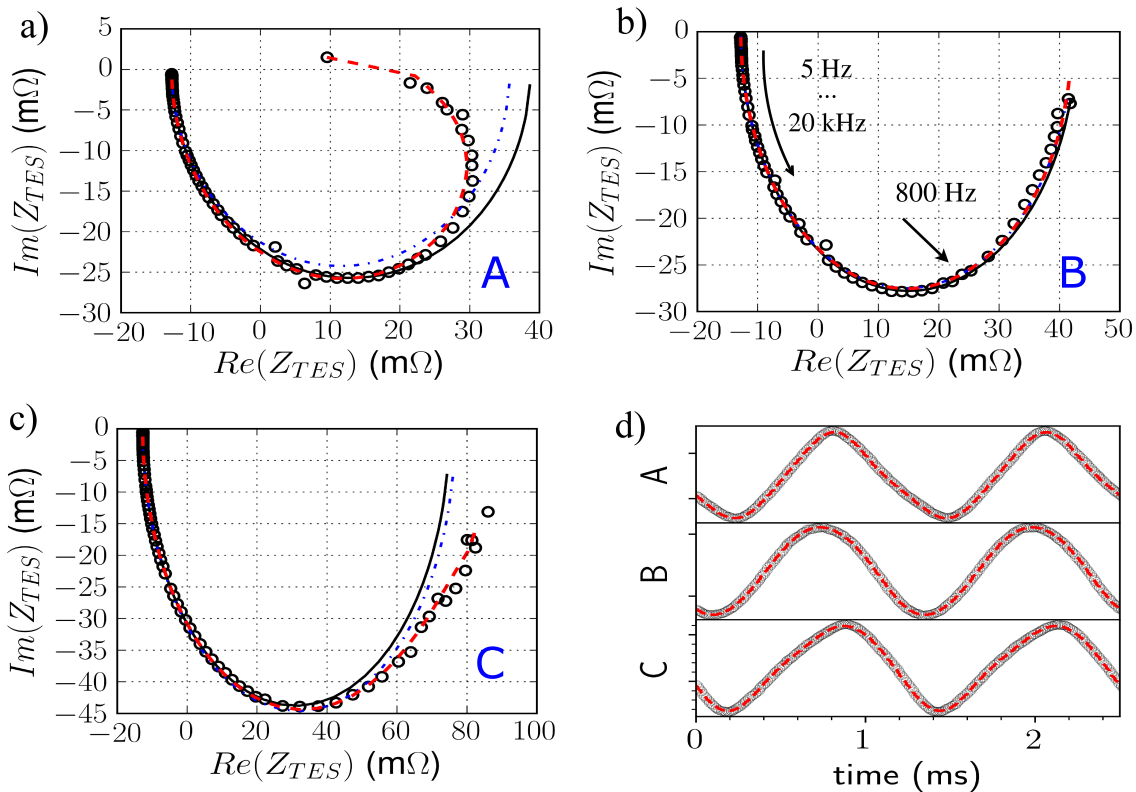 a)
5
0
−5
−10
−15
−20
−25
−30
−20 −10 0 10 20 30 40
Im(Z_TES) (mΩ)
Re(Z_TES) (mΩ)
A
b)
0
−5
−10
−15
−20
−25
−30
−20 −10 0 10 20 30 40 50
Im(Z_TES) (mΩ)
Re(Z_TES) (mΩ)
5 Hz
...
20 kHz
800 Hz
B
c)
0
−5
−10
−15
−20
−25
−30
−35
−40
−45
−20 0 20 40 60 80 100
Im(Z_TES) (mΩ)
Re(Z_TES) (mΩ)
C
d)
A
B
C
0 1 2
time (ms)